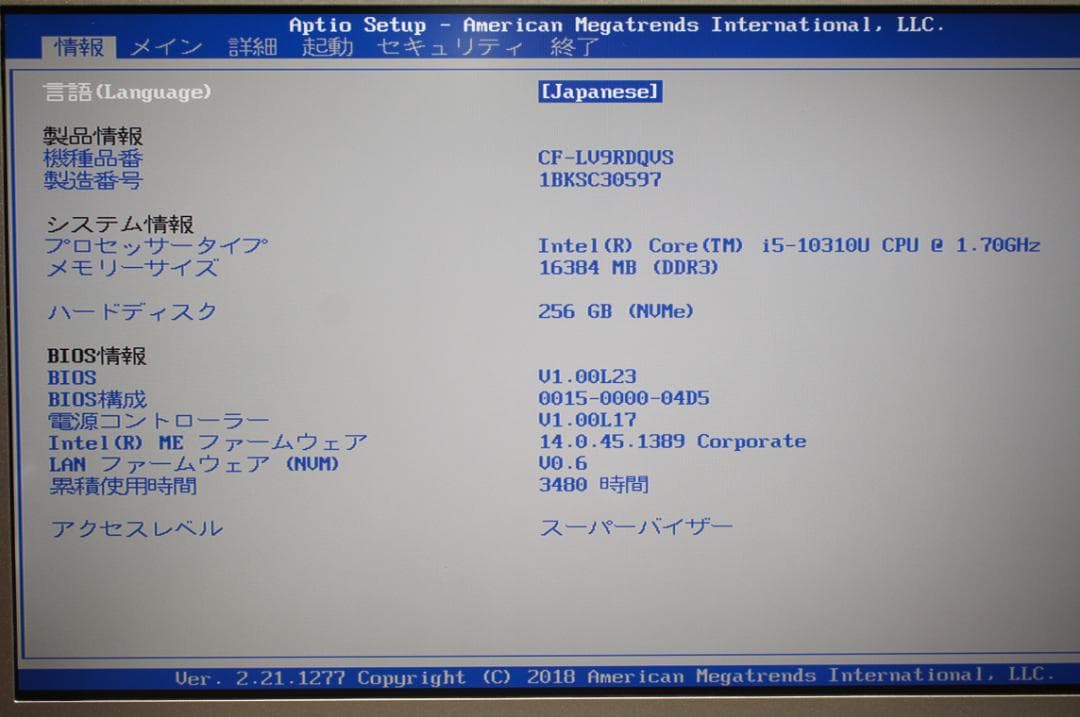 Aptio Setup - American Megatrends International, LLC.
情報 メイン 詳細 起動 セキュリティ 終了
言語(Language) [Japanese]
製品情報
機種品番 CF-LV9RDQVS
製造番号 1BKSC30597
システム情報
プロセッサータイプ Intel(R) Core(TM) i5-10310U CPU @ 1.70GHz
メモリーサイズ 16384 MB (DDR3)
ハードディスク 256 GB (NVMe)
BIOS情報
BIOS V1.00L23
BIOS構成 0015-0000-04D5
電源コントローラー V1.00L17
Intel(R) ME ファームウェア 14.0.45.1389 Corporate
LAN ファームウェア (NVM) V0.6
累積使用時間 3480 時間
アクセスレベル スーパーバイザー
Ver. 2.21.1277 Copyright (C) 2018 American Megatrends International, LLC.